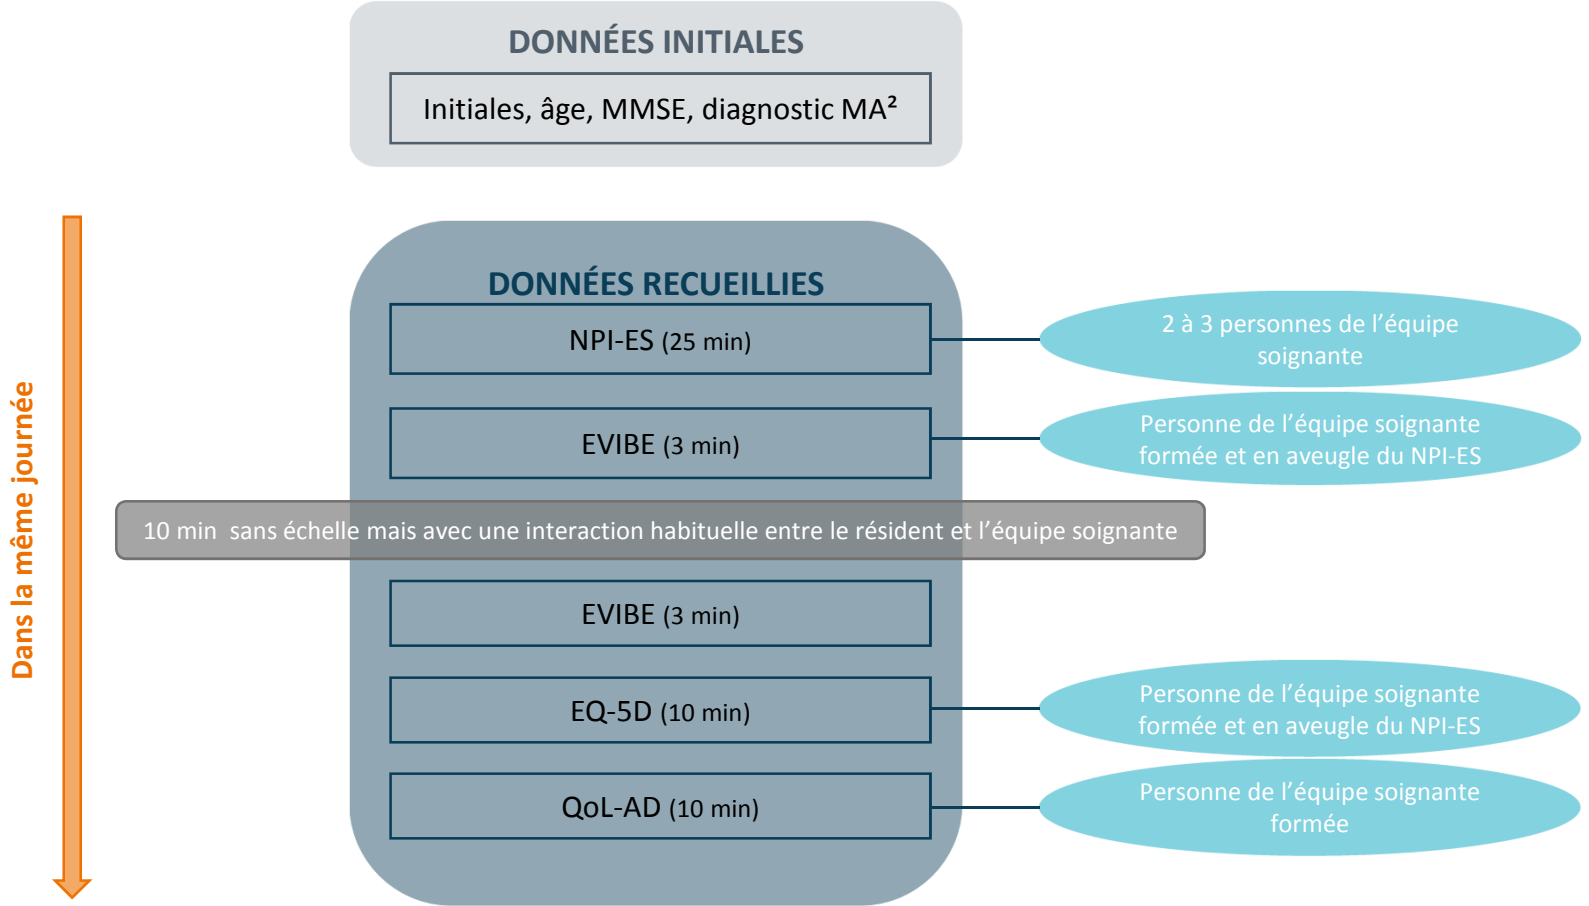 DONNÉES INITIALES
Initiales, âge, MMSE, diagnostic MA²
Dans la même journée
DONNÉES RECUEILLIES
NPI-ES (25 min)
2 à 3 personnes de l’équipe
soignante
EVIBE (3 min)
Personne de l’équipe soignante
formée et en aveugle du NPI-ES
10 min  sans échelle mais avec une interaction habituelle entre le résident et l’équipe soignante
EVIBE (3 min)
EQ-5D (10 min)
Personne de l’équipe soignante
formée et en aveugle du NPI-ES
QoL-AD (10 min)
Personne de l’équipe soignante
formée